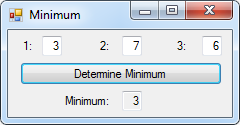 Minimum
1: 3 2: 7 3: 6
Determine Minimum
Minimum: 3